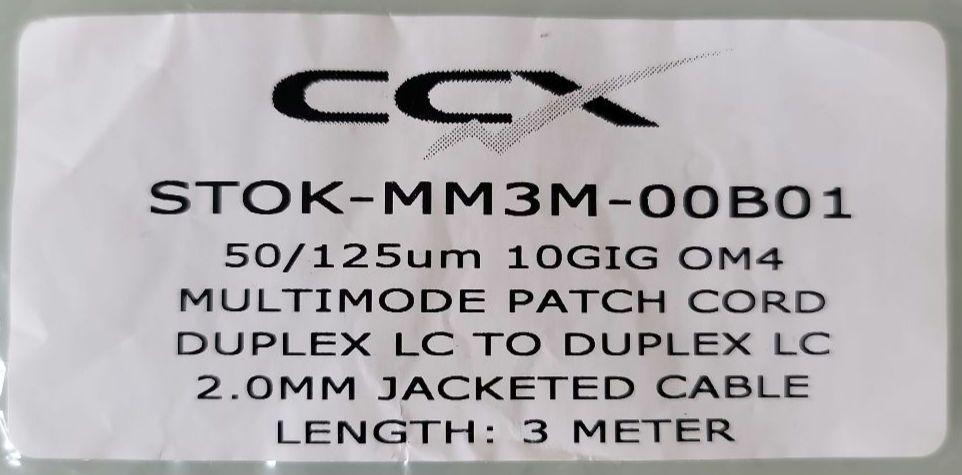 CCX
STOK-MM3M-00B01
50/125um 10GIG OM4
MULTIMODE PATCH CORD
DUPLEX LC TO DUPLEX LC
2.0MM JACKETED CABLE
LENGTH: 3 METER